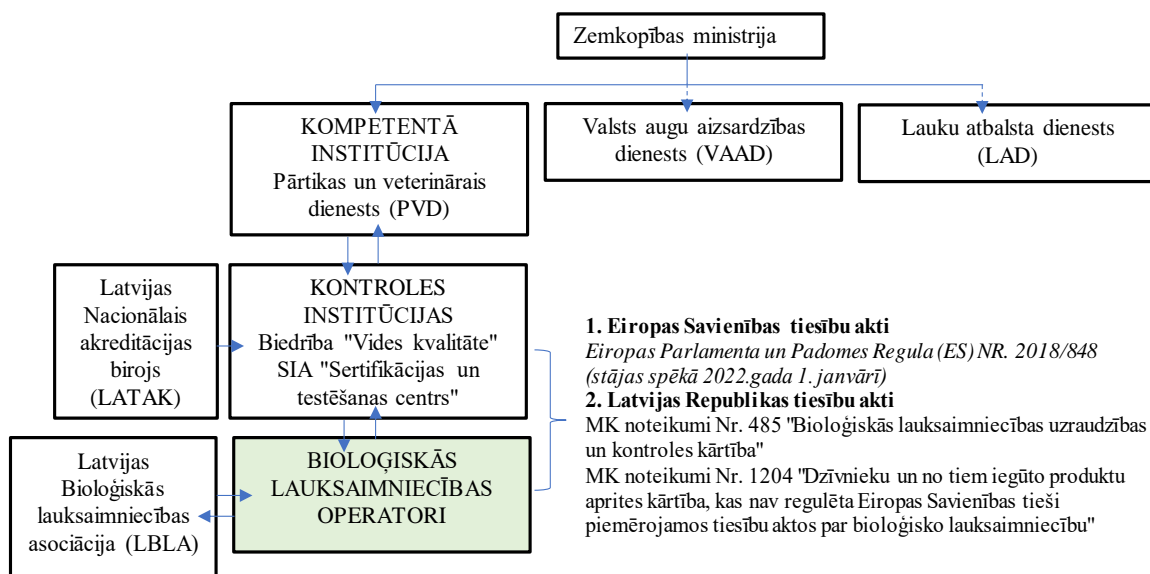 Zemkopības ministrija
KOMPETENTĀ
INSTITŪCIJA
Pārtikas un veterinārais
dienests (PVD)
Valsts augu aizsardzības
dienests (VAAD)
Lauku atbalsta dienests
(LAD)
Latvijas
Nacionālais
akreditācijas
birojs
(LATAK)
KONTROLES
INSTITŪCIJAS
Biedrība "Vides kvalitāte"
SIA "Sertifikācijas un
testēšanas centrs"
Latvijas
Bioloģiskās
lauksaimniecības
asociācija (LBLA)
BIOLOĢISKĀS
LAUKSAIMNIECĪBAS
OPERATORI
1. Eiropas Savienības tiesību akti
Eiropas Parlamenta un Padomes Regula (ES) NR. 2018/848
(stājas spēkā 2022.gada 1. janvārī)
2. Latvijas Republikas tiesību akti
MK noteikumi Nr. 485 "Bioloģiskās lauksaimniecības uzraudzības
un kontroles kārtība"
MK noteikumi Nr. 1204 "Dzīvnieku un no tiem iegūto produktu
aprites kārtība, kas nav regulēta Eiropas Savienības tieši
piemērojamos tiesību aktos par bioloģisko lauksaimniecību"